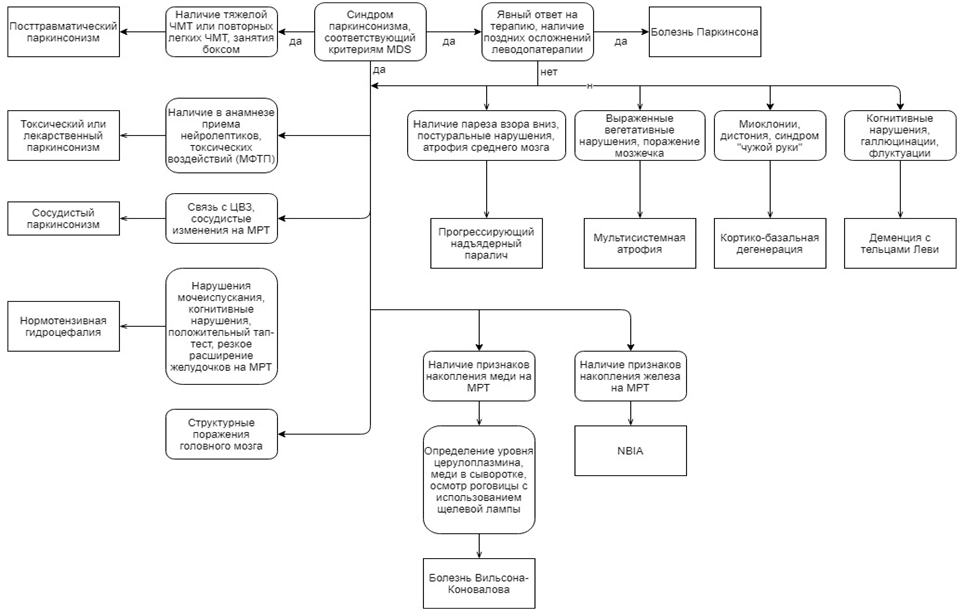 Посттравматический
паркинсонизм
Наличие тяжелой
ЧМТ или повторных
легких ЧМТ, занятия
боксом
да
Синдром
паркинсонизма,
соответствующий
критериям MDS
да
Явный ответ на
терапию, наличие
поздних осложнений
леводопатерапии
да
Болезнь Паркинсона
да
нет
н
Токсический или
лекарственный
паркинсонизм
Наличие в анамнезе
приема
нейролептиков,
токсических
воздействий (МФТП)
Наличие пареза взора вниз,
постуральные нарушения,
атрофия среднего мозга
Выраженные
вегетативные
нарушения, поражение
мозжечка
Миоклонии,
дистония, синдром
"чужой руки"
Когнитивные
нарушения,
галлюцинации,
флуктуации
Сосудистый
паркинсонизм
Связь с ЦВЗ,
сосудистые
изменения на МРТ
Прогрессирующий
надъядерный
паралич
Мультисистемная
атрофия
Кортико-базальная
дегенерация
Деменция с
тельцами Леви
Нормотензивная
гидроцефалия
Нарушения
мочеиспускания,
когнитивные
нарушения,
положительный тап-
тест, резкое
расширение
желудочков на МРТ
Наличие признаков
накопления меди на
МРТ
Наличие признаков
накопления железа
на МРТ
Структурные
поражения
головного мозга
Определение уровня
церулоплазмина,
меди в сыворотке,
осмотр роговицы с
использованием
щелевой лампы
NBIA
Болезнь Вильсона-
Коновалова